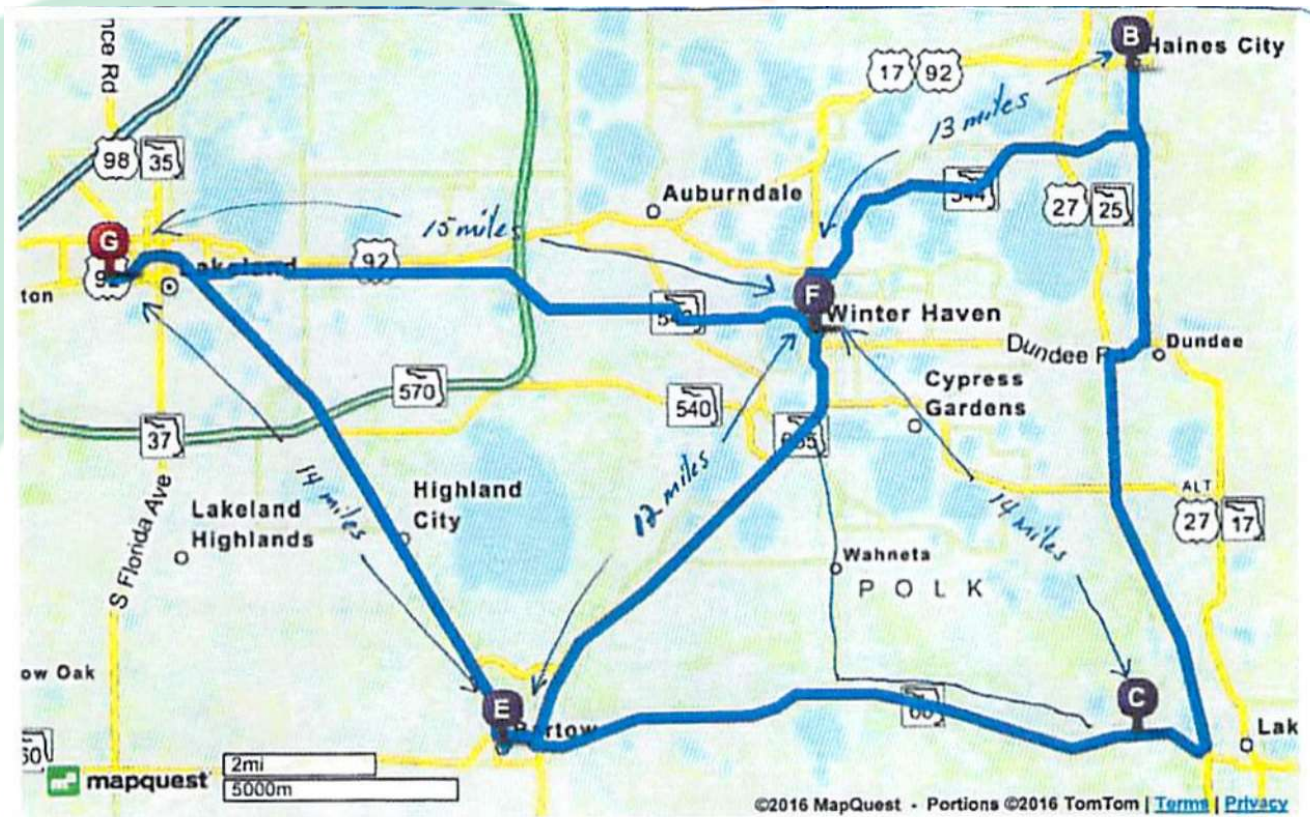 nce Rd
B
Haines City
17
92
13 miles
98
35
Auburndale
544
27
25
G
15 miles
92
9
Lakeland
ton
F
Winter Haven
Dundee R
Dundee
Cypress
Gardens
570
540
37
655
ALT
27
17
14 miles
Highland
City
12 miles
14 miles
Lakeland
Highlands
S Florida Ave
Wahneta
POLK
ow Oak
C
E
Bartow
60
Lak
60
mapquest
2mi
5000m
©2016 MapQuest - Portions ©2016 TomTom | Terms | Privacy